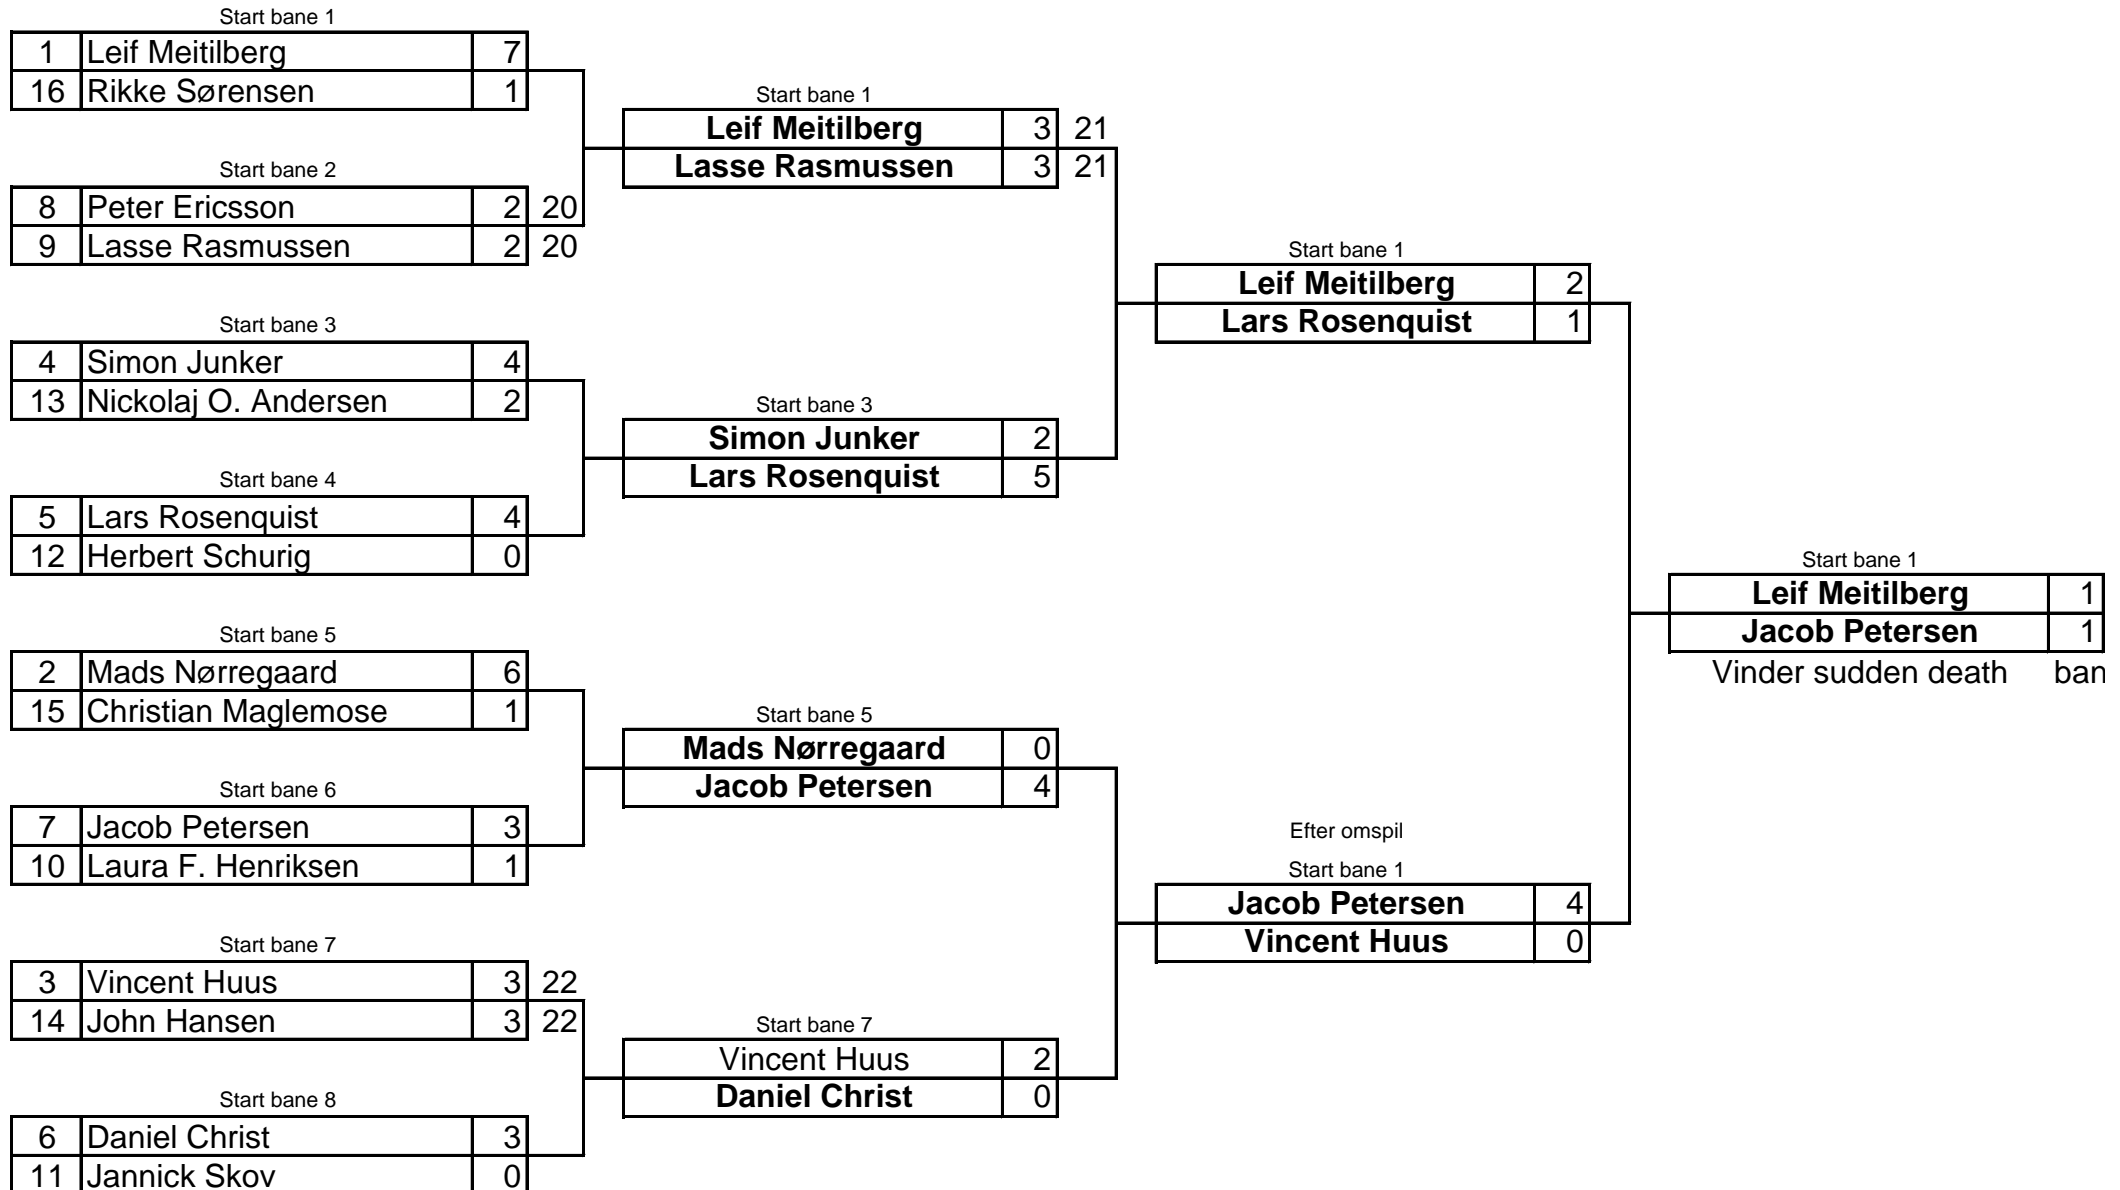 Start bane 1
1 Leif Meitilberg 7
16 Rikke Sørensen 1
Start bane 2
8 Peter Ericsson 2 20
9 Lasse Rasmussen 2 20
Start bane 3
4 Simon Junker 4
13 Nickolaj O. Andersen 2
Start bane 4
5 Lars Rosenquist 4
12 Herbert Schurig 0
Start bane 5
2 Mads Nørregaard 6
15 Christian Maglemose 1
Start bane 6
7 Jacob Petersen 3
10 Laura F. Henriksen 1
Start bane 7
3 Vincent Huus 3 22
14 John Hansen 3 22
Start bane 8
6 Daniel Christ 3
11 Jannick Skov 0
Start bane 1
Leif Meitilberg 3 21
Lasse Rasmussen 3 21
Start bane 3
Simon Junker 2
Lars Rosenquist 5
Start bane 5
Mads Nørregaard 0
Jacob Petersen 4
Start bane 7
Vincent Huus 2
Daniel Christ 0
Start bane 1
Leif Meitilberg 2
Lars Rosenquist 1
Efter omspil
Start bane 1
Jacob Petersen 4
Vincent Huus 0
Start bane 1
Leif Meitilberg 1
Jacob Petersen 1
Vinder sudden death ban